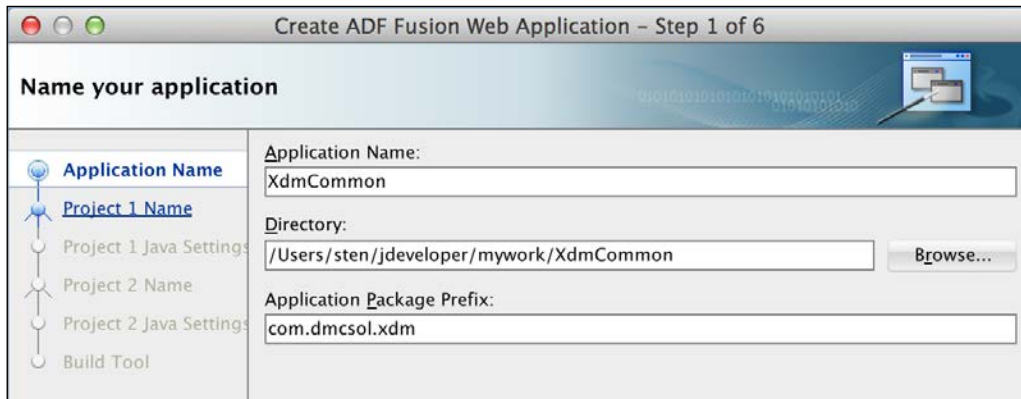 Create ADF Fusion Web Application – Step 1 of 6
Name your application
Application Name
Project 1 Name
Project 1 Java Settings
Project 2 Name
Project 2 Java Settings
Build Tool
Application Name:
XdmCommon
Directory:
/Users/sten/jdeveloper/mywork/XdmCommon
Browse...
Application Package Prefix:
com.dmcsol.xdm